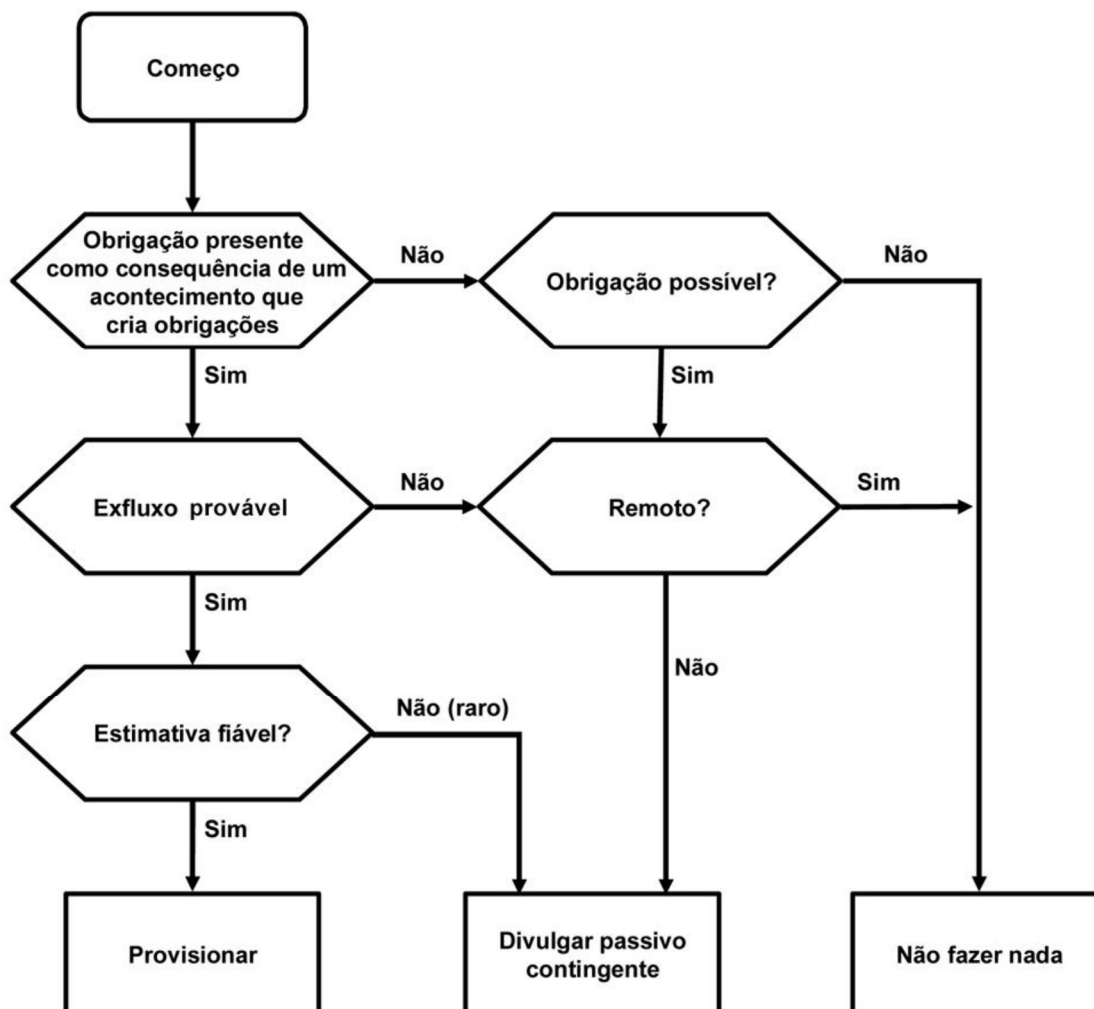 Começo
Obrigação presente
como consequência de um
acontecimento que
cria obrigações
Não
Obrigação possível?
Não
Sim
Sim
Exfluxo provável
Não
Remoto?
Sim
Sim
Não
Estimativa fiável?
Não (raro)
Sim
Provisionar
Divulgar passivo
contingente
Não fazer nada